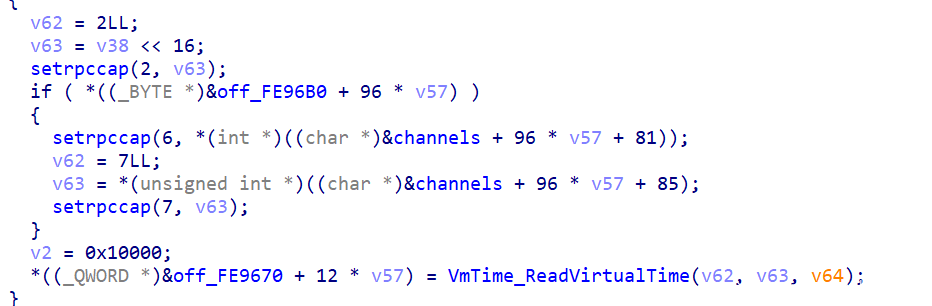 {
v62 = 2LL;
v63 = v38 << 16;
setrpccap(2, v63);
if ( *((_BYTE *)&off_FE96B0 + 96 * v57) )
{
setrpccap(6, *(int *)((char *)&channels + 96 * v57 + 81));
v62 = 7LL;
v63 = *(unsigned int *)((char *)&channels + 96 * v57 + 85);
setrpccap(7, v63);
}
v2 = 0x10000;
*((_QWORD *)&off_FE9670 + 12 * v57) = VmTime_ReadVirtualTime(v62, v63, v64);
}